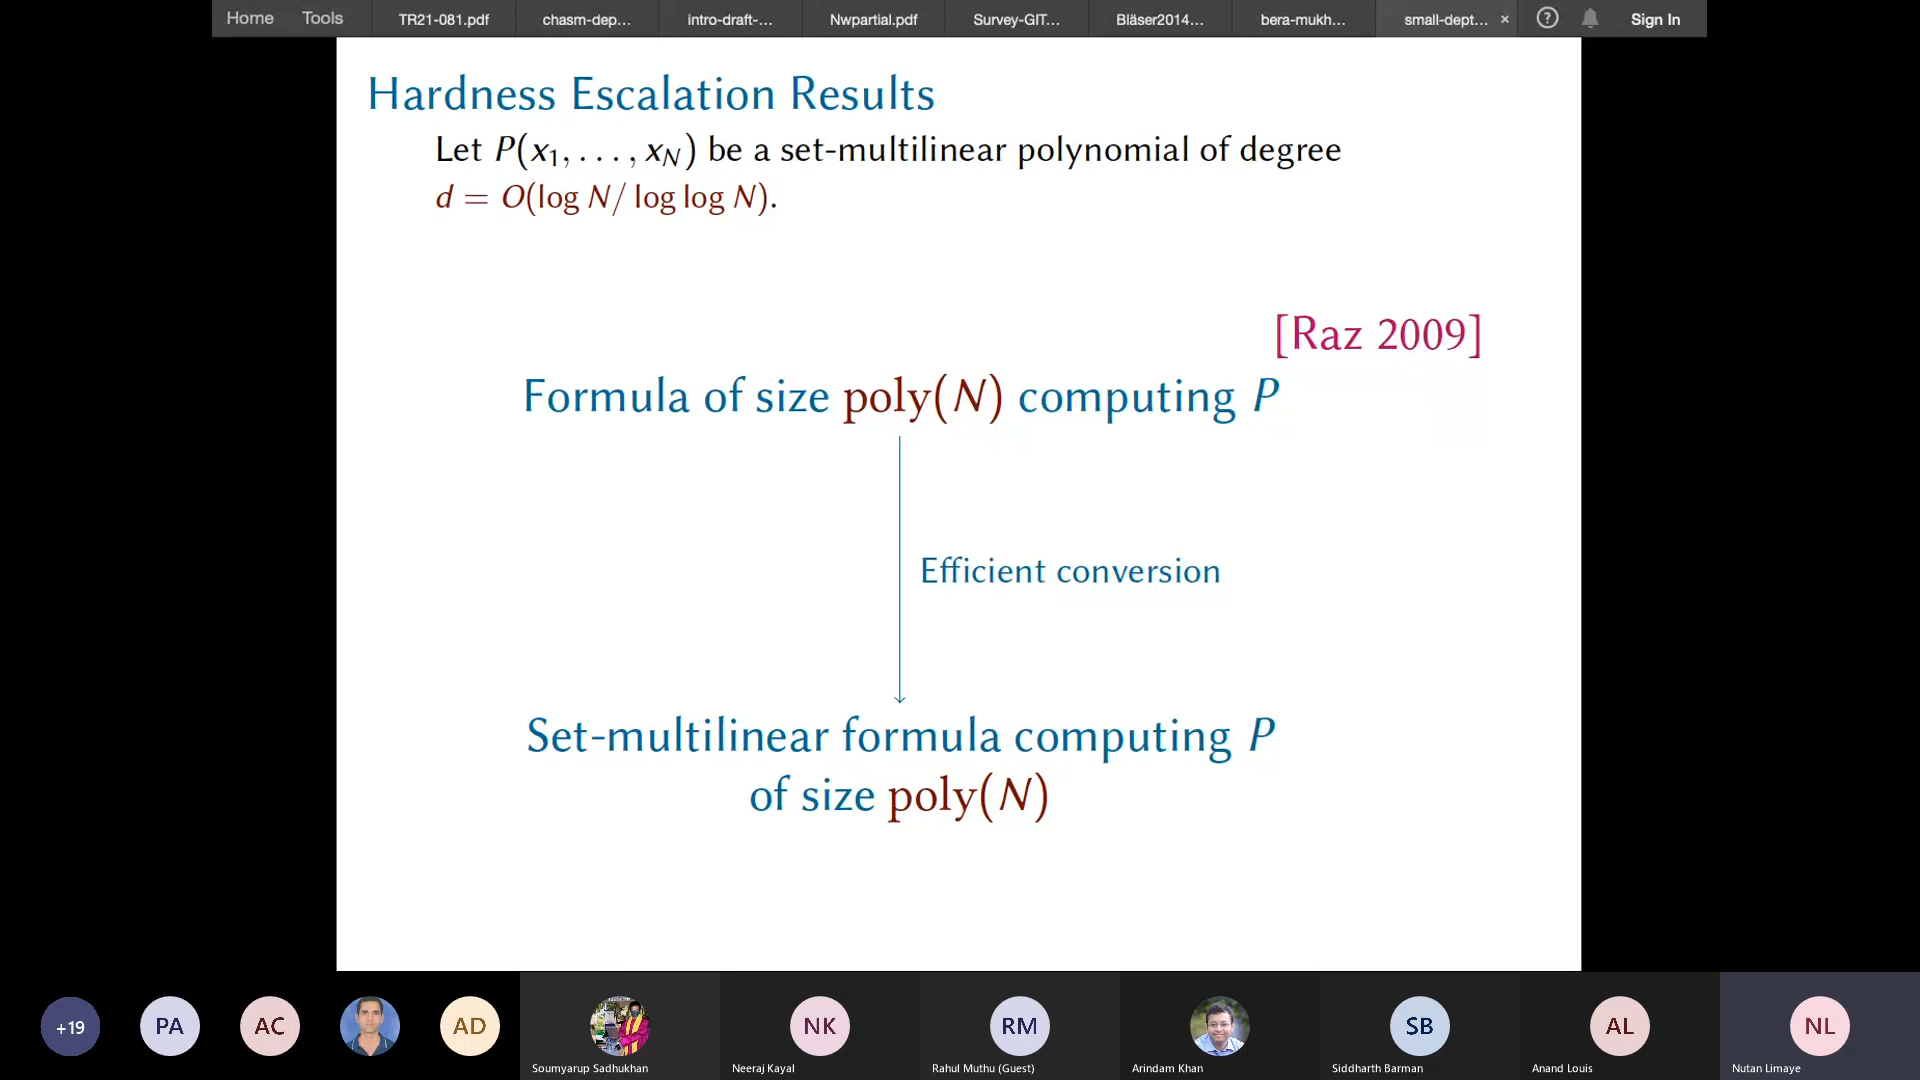 Home Tools TR21-081.pdf chasm-dep... intro-draft-... Nwpartial.pdf Survey-GIT... Bläser2014... bera-mukh... small-dept... × ? Sign In
Hardness Escalation Results
Let P(x₁, . . . , x_N) be a set-multilinear polynomial of degree
d = O(log N/ log log N).
[Raz 2009]
Formula of size poly(N) computing P
Efficient conversion
Set-multilinear formula computing P
of size poly(N)
+19 PA AC AD NK RM SB AL NL
Soumyarup Sadhukhan Neeraj Kayal Rahul Muthu (Guest) Arindam Khan Siddharth Barman Anand Louis Nutan Limaye